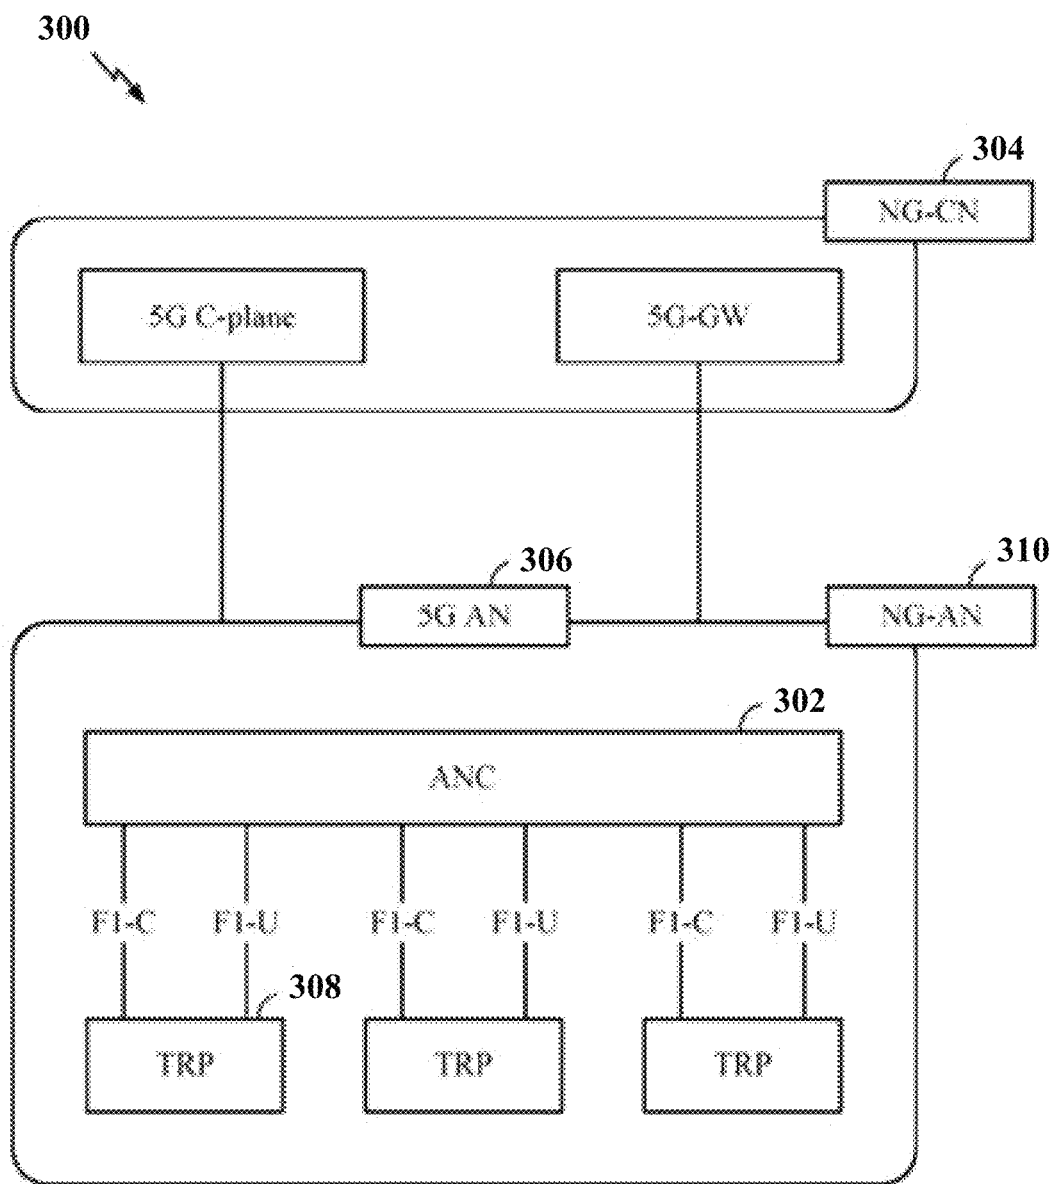 300
304
NG-CN
5G C-plane
5G-GW
306
310
5G AN
NG-AN
302
ANC
F1-C
F1-U
F1-C
F1-U
F1-C
F1-U
308
TRP
TRP
TRP